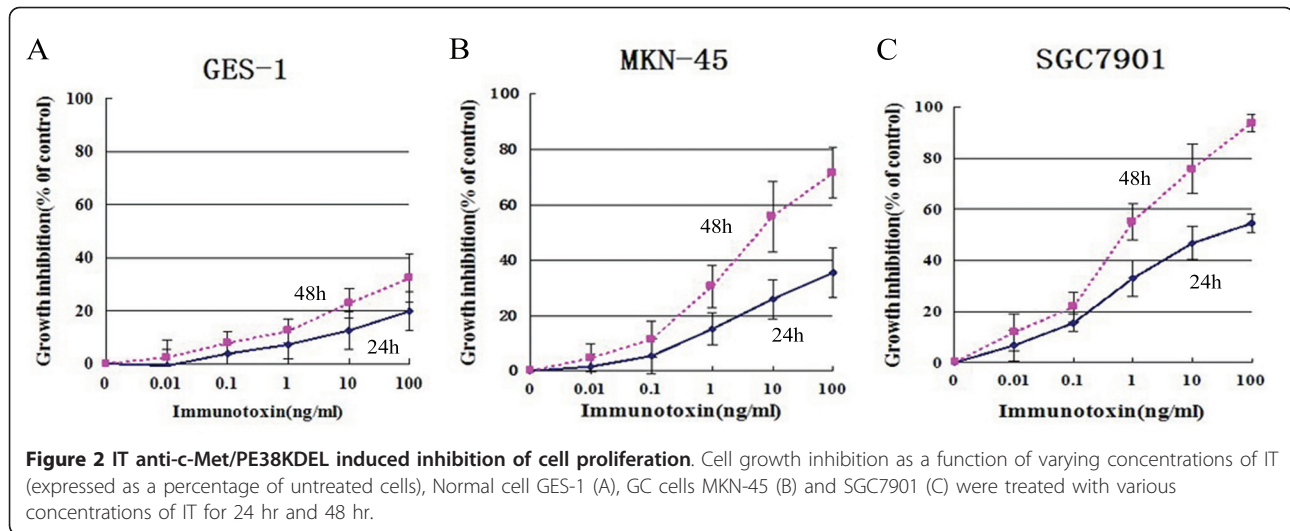 A
GES-1
Growth inhibition(% of control)
100
80
60
40
20
0
48h
24h
0 0.01 0.1 1 10 100
Immunotoxin(ng/ml)
B
MKN-45
Growth inhibition(% of control)
100
80
60
40
20
0
48h
24h
0 0.01 0.1 1 10 100
Immunotoxin(ng/ml)
C
SGC7901
Growth inhibition(% of control)
100
80
60
40
20
0
48h
24h
0 0.01 0.1 1 10 100
Immunotoxin(ng/ml)
Figure 2 IT anti-c-Met/PE38KDEL induced inhibition of cell proliferation. Cell growth inhibition as a function of varying concentrations of IT
(expressed as a percentage of untreated cells), Normal cell GES-1 (A), GC cells MKN-45 (B) and SGC7901 (C) were treated with various
concentrations of IT for 24 hr and 48 hr.